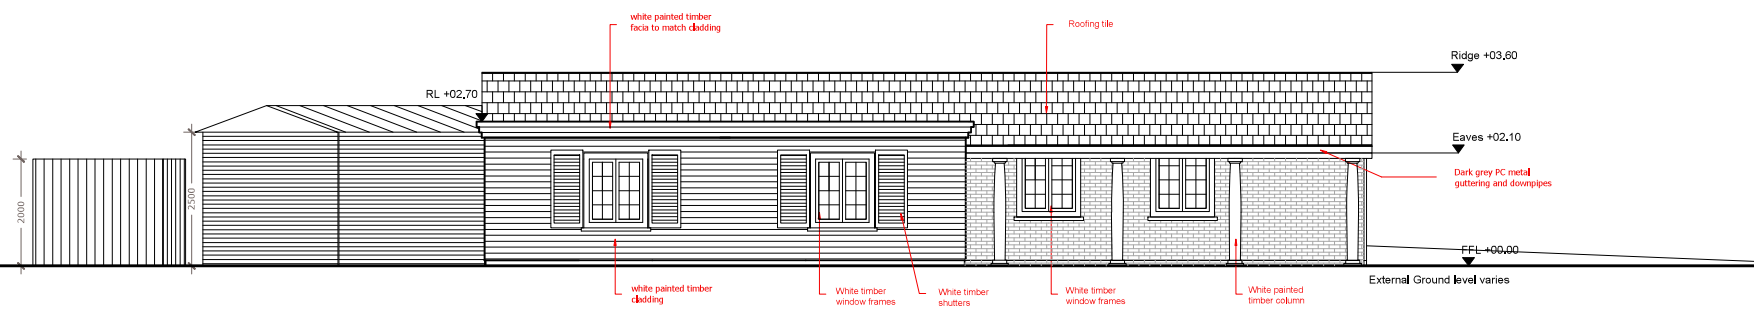 white painted timber
facia to match cladding
Roofing tile
Ridge +03.60
RL +02.70
Eaves +02.10
Dark grey PC metal
guttering and downpipes
2000
2500
FFL +00.00
External Ground level varies
white painted timber
cladding
White timber
window frames
White timber
shutters
White timber
window frames
White painted
timber column